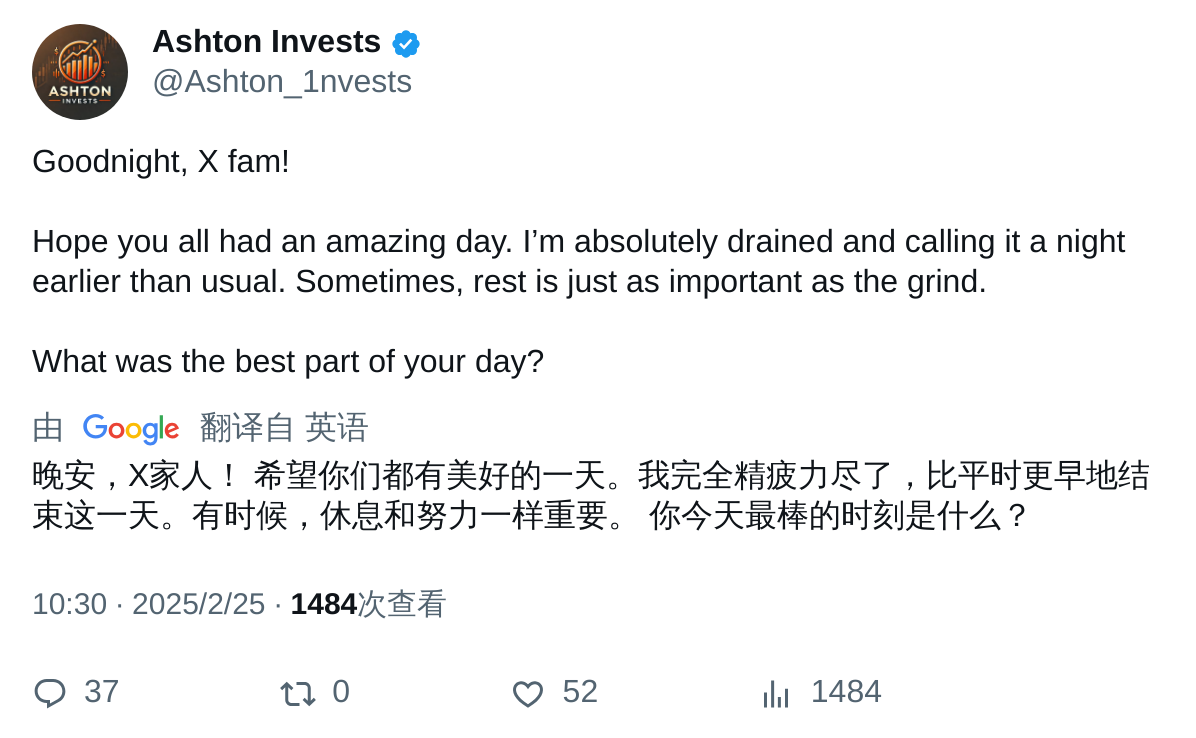 ASHTON
INVESTS
Ashton Invests
@Ashton_1nvests
Goodnight, X fam!
Hope you all had an amazing day. I’m absolutely drained and calling it a night
earlier than usual. Sometimes, rest is just as important as the grind.
What was the best part of your day?
由 Google 翻译自 英语
晚安，X家人！ 希望你们都有美好的一天。我完全精疲力尽了，比平时更早地结
束这一天。有时候，休息和努力一样重要。 你今天最棒的时刻是什么？
10:30 · 2025/2/25 · 1484次查看
37 0 52 1484